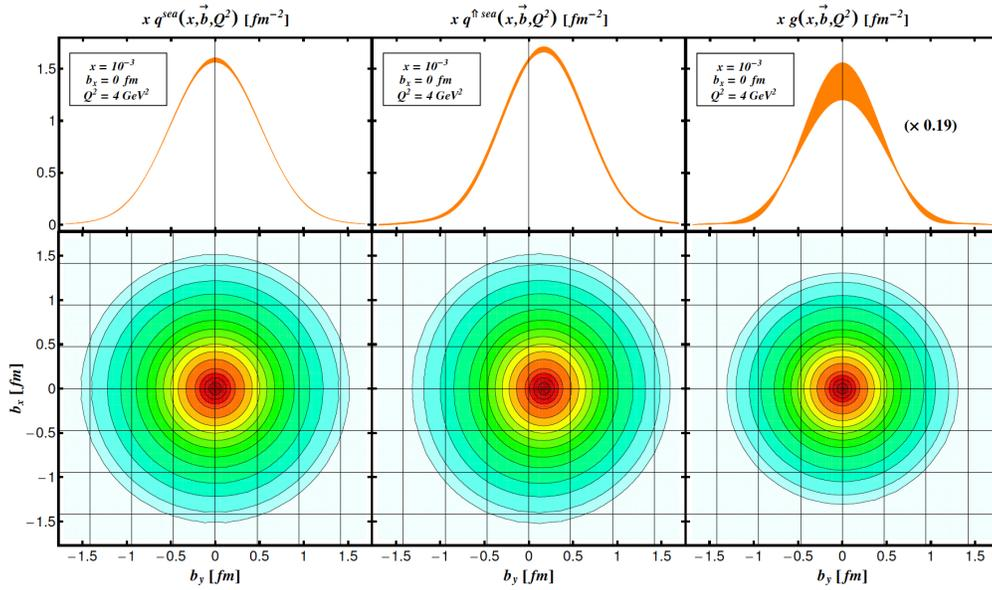 x q^sea(x,b⃗,Q²) [fm⁻²]
x q^⇑ sea(x,b⃗,Q²) [fm⁻²]
x g(x,b⃗,Q²) [fm⁻²]
x = 10⁻³
bₓ = 0 fm
Q² = 4 GeV²
x = 10⁻³
bₓ = 0 fm
Q² = 4 GeV²
x = 10⁻³
bₓ = 0 fm
Q² = 4 GeV²
(× 0.19)
1.5
1
0.5
0
1.5
1
0.5
0
−0.5
−1
−1.5
bₓ [fm]
−1.5 −1 −0.5 0 0.5 1 1.5
−1.5 −1 −0.5 0 0.5 1 1.5
−1.5 −1 −0.5 0 0.5 1 1.5
b_y [fm]
b_y [fm]
b_y [fm]